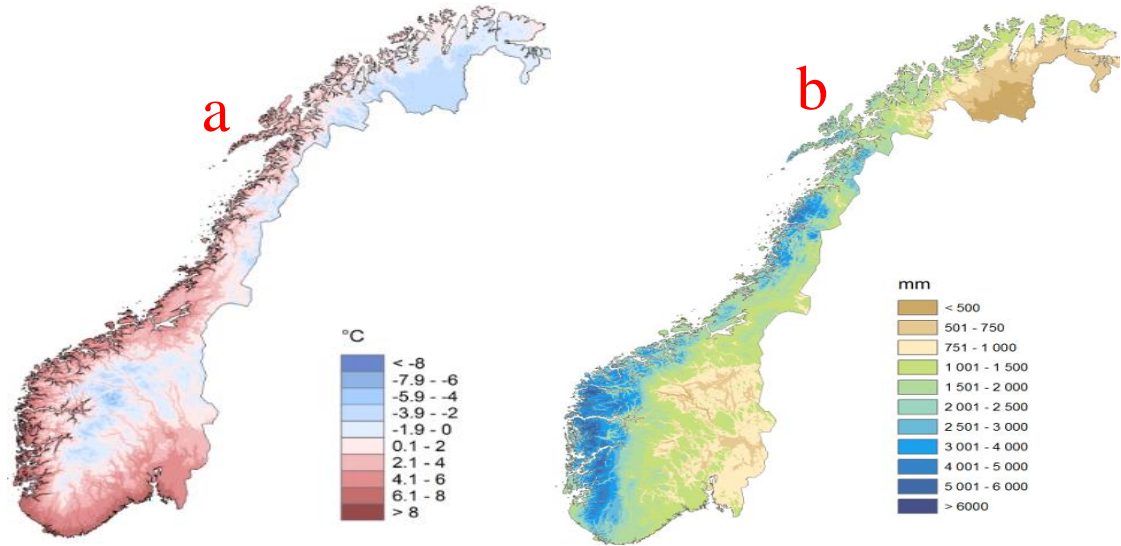 a
°C
< -8
-7.9 - -6
-5.9 - -4
-3.9 - -2
-1.9 - 0
0.1 - 2
2.1 - 4
4.1 - 6
6.1 - 8
> 8
b
mm
< 500
501 - 750
751 - 1 000
1 001 - 1 500
1 501 - 2 000
2 001 - 2 500
2 501 - 3 000
3 001 - 4 000
4 001 - 5 000
5 001 - 6 000
> 6000